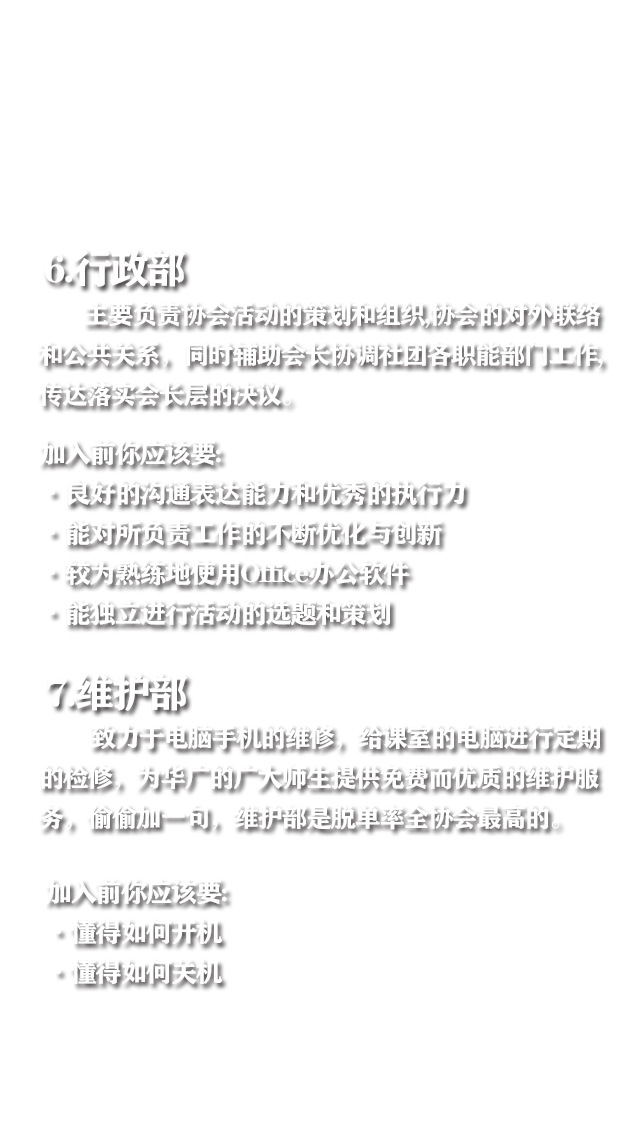 6.行政部
主要负责协会活动的策划和组织,协会的对外联络
和公共关系，同时辅助会长协调社团各职能部门工作,
传达落实会长层的决议。
加入前你应该要:
·良好的沟通表达能力和优秀的执行力
·能对所负责工作的不断优化与创新
·较为熟练地使用Office办公软件
·能独立进行活动的选题和策划
7.维护部
致力于电脑手机的维修，给课室的电脑进行定期
的检修，为华广的广大师生提供免费而优质的维护服
务，偷偷加一句，维护部是脱单率全协会最高的。
加入前你应该要:
·懂得如何开机
·懂得如何关机